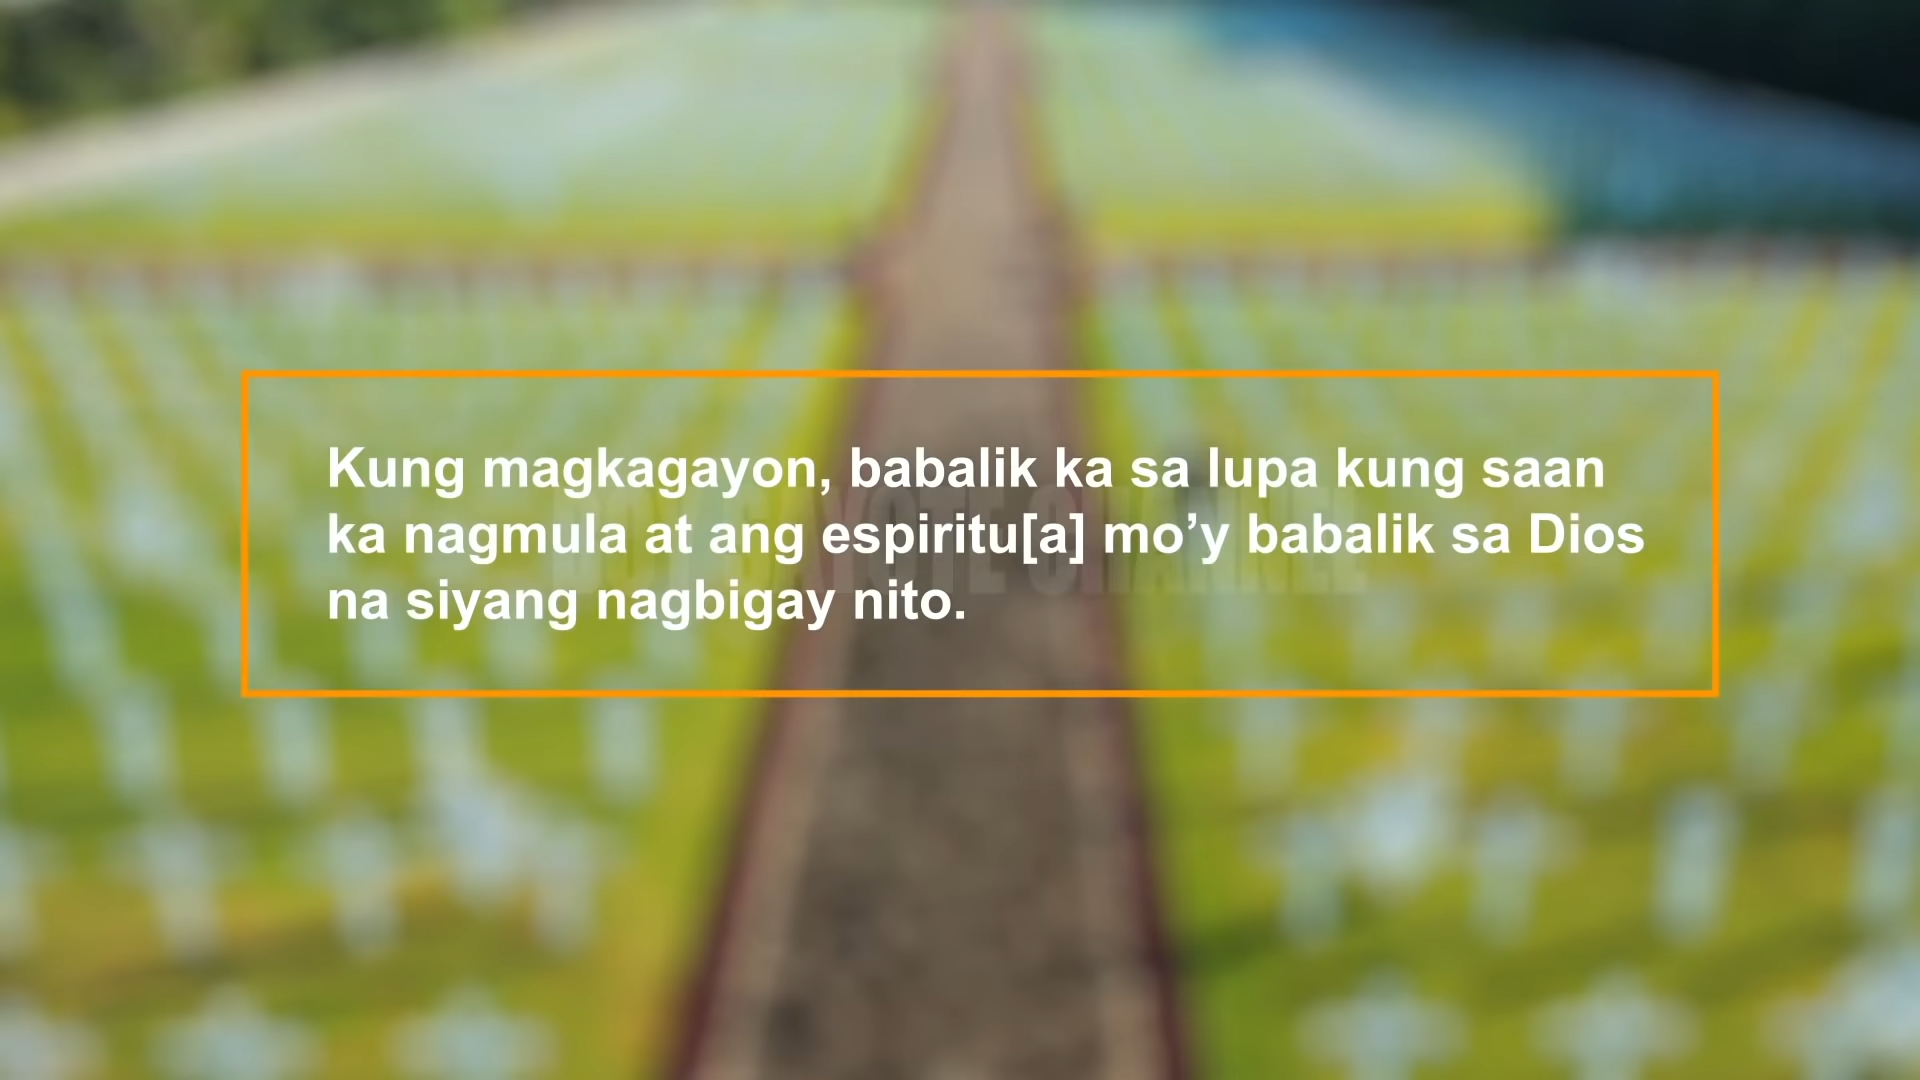 Kung magkagayon, babalik ka sa lupa kung saan
ka nagmula at ang espiritu[a] mo’y babalik sa Dios
na siyang nagbigay nito.